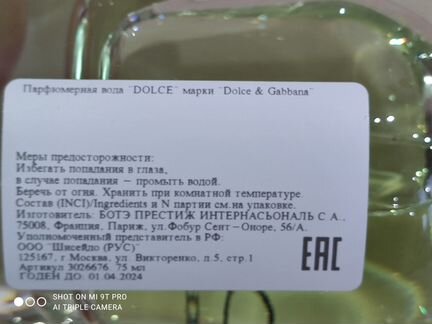 Парфюмерная вода "DOLCE" марки "Dolce & Gabbana"
Меры предосторожности:
Избегать попадания в глаза,
в случае попадания – промыть водой.
Беречь от огня. Хранить при комнатной температуре.
Состав (INCI)/Ingredients и N партии см.на упаковке.
Изготовитель: БОТЭ ПРЕСТИЖ ИНТЕРНАСЬОНАЛЬ С.А.,
75008, Франция, Париж, ул.Фобур Сент-Оноре, 56/А.
Уполномоченный представитель в РФ:
ООО "Шисейдо (РУС)"
125167, г.Москва, ул. Викторенко, д.5, стр.1
Артикул 3026676 75 мл
ГОДЕН ДО: 01.04.2024
EAC
SHOT ON MI 9T PRO
AI TRIPLE CAMERA